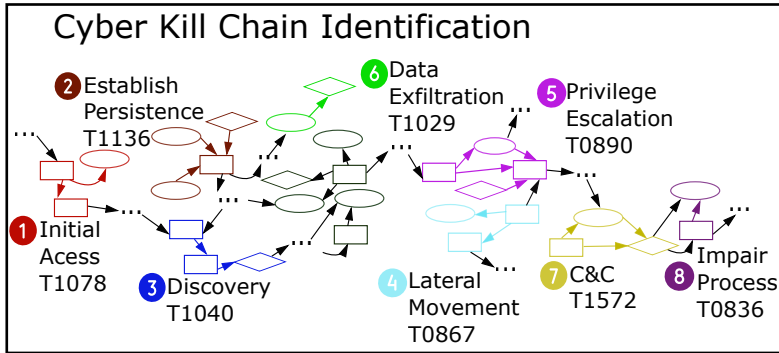 Cyber Kill Chain Identification
1 Initial
Acess
T1078
2 Establish
Persistence
T1136
3 Discovery
T1040
4 Lateral
Movement
T0867
5 Privilege
Escalation
T0890
6 Data
Exfiltration
T1029
7 C&C
T1572
8 Impair
Process
T0836
...
...
...
...
...
...
...
...
...
...